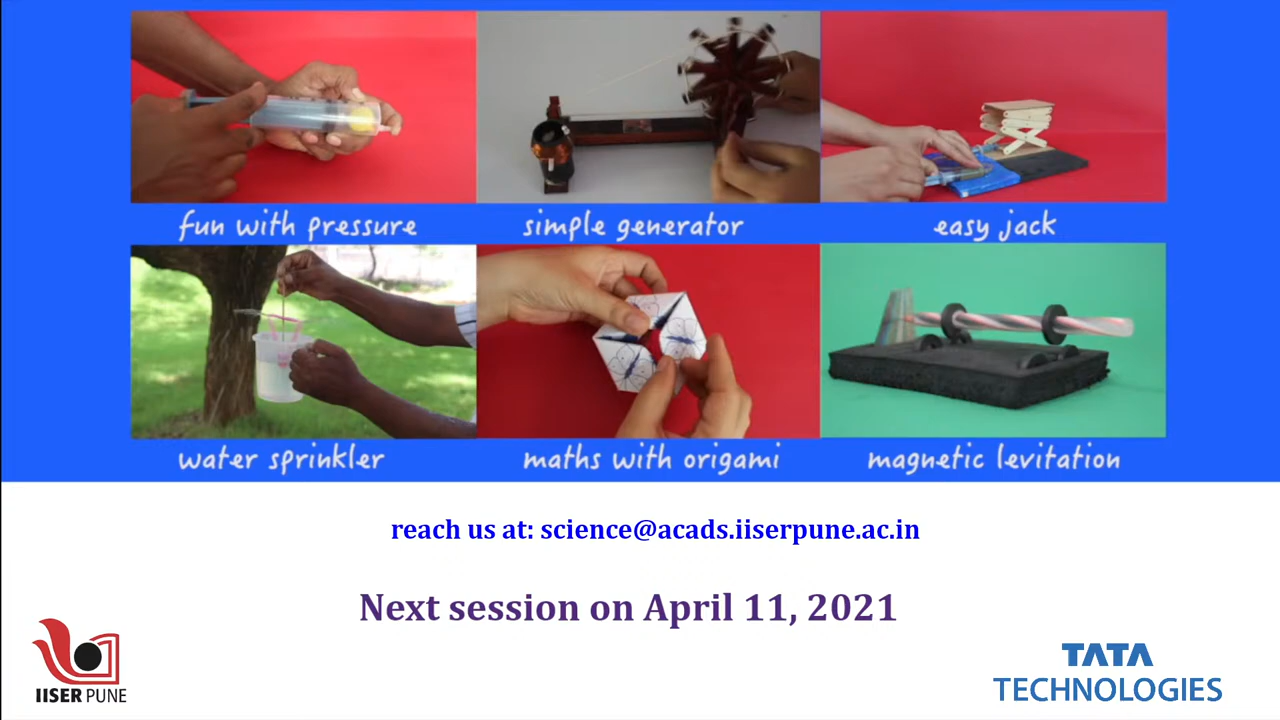 fun with pressure
simple generator
easy jack
water sprinkler
maths with origami
magnetic levitation
reach us at: science@acads.iiserpune.ac.in
Next session on April 11, 2021
IISER PUNE
TATA
TECHNOLOGIES